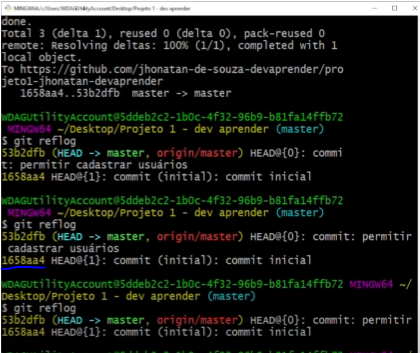 MINGW64:/c/Users/WDAGUtilityAccount/Desktop/Projeto 1 - dev aprender
done.
Total 3 (delta 1), reused 0 (delta 0), pack-reused 0
remote: Resolving deltas: 100% (1/1), completed with 1
local object.
To https://github.com/jhonatan-de-souza-devaprender/pro
jeto1-jhonatan-devaprender
   1658aa4..53b2dfb  master -> master
WDAGUtilityAccount@5ddeb2c2-1b0c-4f32-96b9-b81fa14ffb72
MINGW64 ~/Desktop/Projeto 1 - dev aprender (master)
$ git reflog
53b2dfb (HEAD -> master, origin/master) HEAD@{0}: commi
t: permitir cadastrar usuários
1658aa4 HEAD@{1}: commit (initial): commit inicial
WDAGUtilityAccount@5ddeb2c2-1b0c-4f32-96b9-b81fa14ffb72
MINGW64 ~/Desktop/Projeto 1 - dev aprender (master)
$ git reflog
53b2dfb (HEAD -> master, origin/master) HEAD@{0}: commit: permitir
cadastrar usuários
1658aa4 HEAD@{1}: commit (initial): commit inicial
WDAGUtilityAccount@5ddeb2c2-1b0c-4f32-96b9-b81fa14ffb72 MINGW64 ~/
Desktop/Projeto 1 - dev aprender (master)
$ git reflog
53b2dfb (HEAD -> master, origin/master) HEAD@{0}: commit: permitir
1658aa4 HEAD@{1}: commit (initial): commit inicial